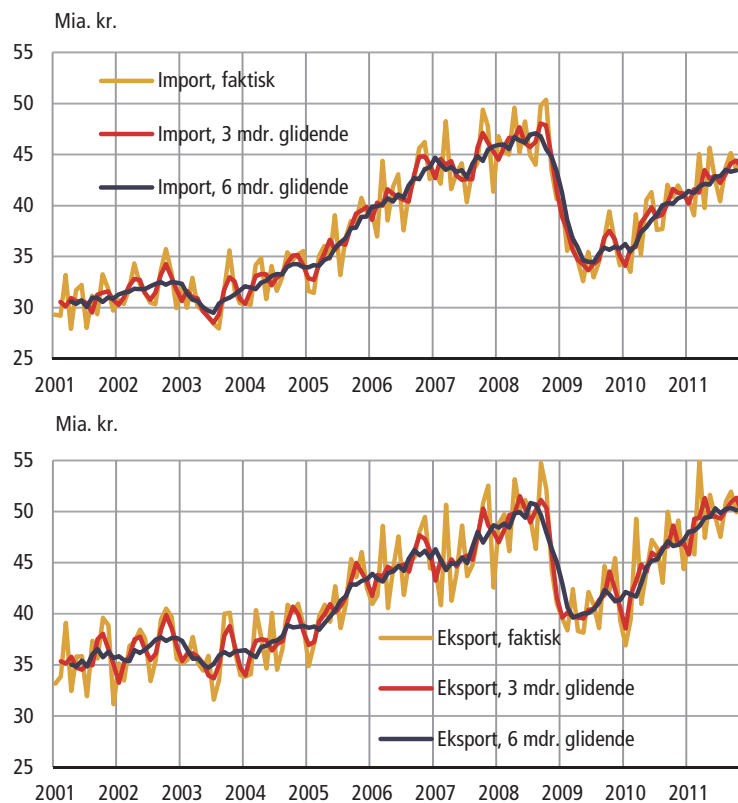 Mia. kr.
55
50
45
40
35
30
25
Import, faktisk
Import, 3 mdr. glidende
Import, 6 mdr. glidende
2001 2002 2003 2004 2005 2006 2007 2008 2009 2010 2011
Mia. kr.
55
50
45
40
35
30
25
Eksport, faktisk
Eksport, 3 mdr. glidende
Eksport, 6 mdr. glidende
2001 2002 2003 2004 2005 2006 2007 2008 2009 2010 2011